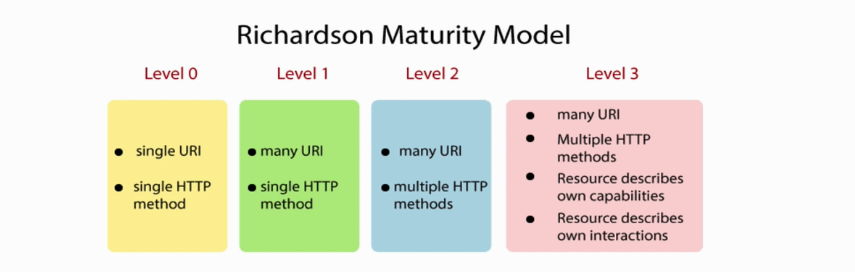 Richardson Maturity Model
Level 0
Level 1
Level 2
Level 3
single URI
single HTTP
method
many URI
single HTTP
method
many URI
multiple HTTP
methods
many URI
Multiple HTTP
methods
Resource describes
own capabilities
Resource describes
own interactions